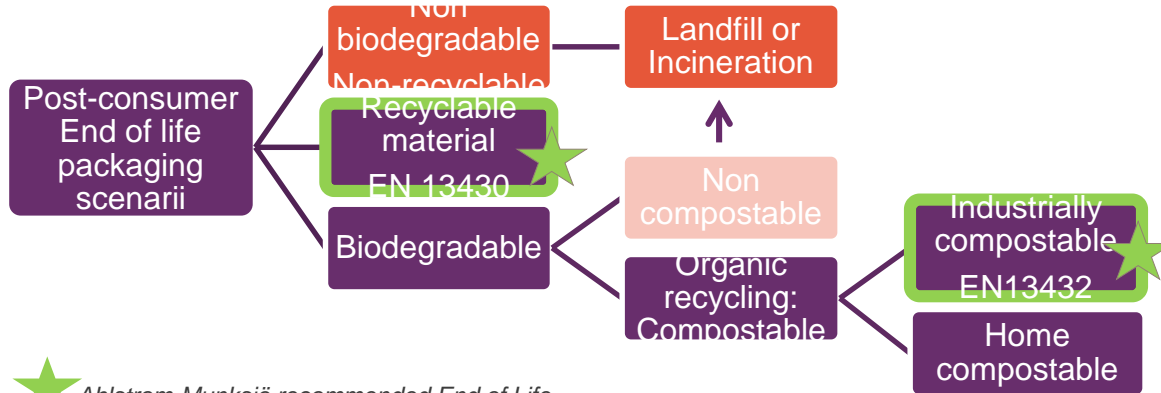 Post-consumer
End of life
packaging
scenarii
Non
biodegradable
Non-recyclable
Recyclable
material
EN 13430
Biodegradable
Landfill or
Incineration
Non
compostable
Organic
recycling:
Compostable
Industrially
compostable
EN13432
Home
compostable
Ahlstrom-Munksjö recommended End of Life